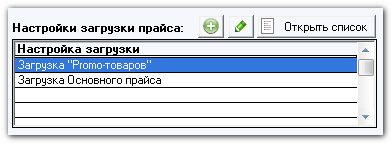 Настройки загрузки прайса: Открыть список
Настройка загрузки
Загрузка "Promo-товаров"
Загрузка Основного прайса